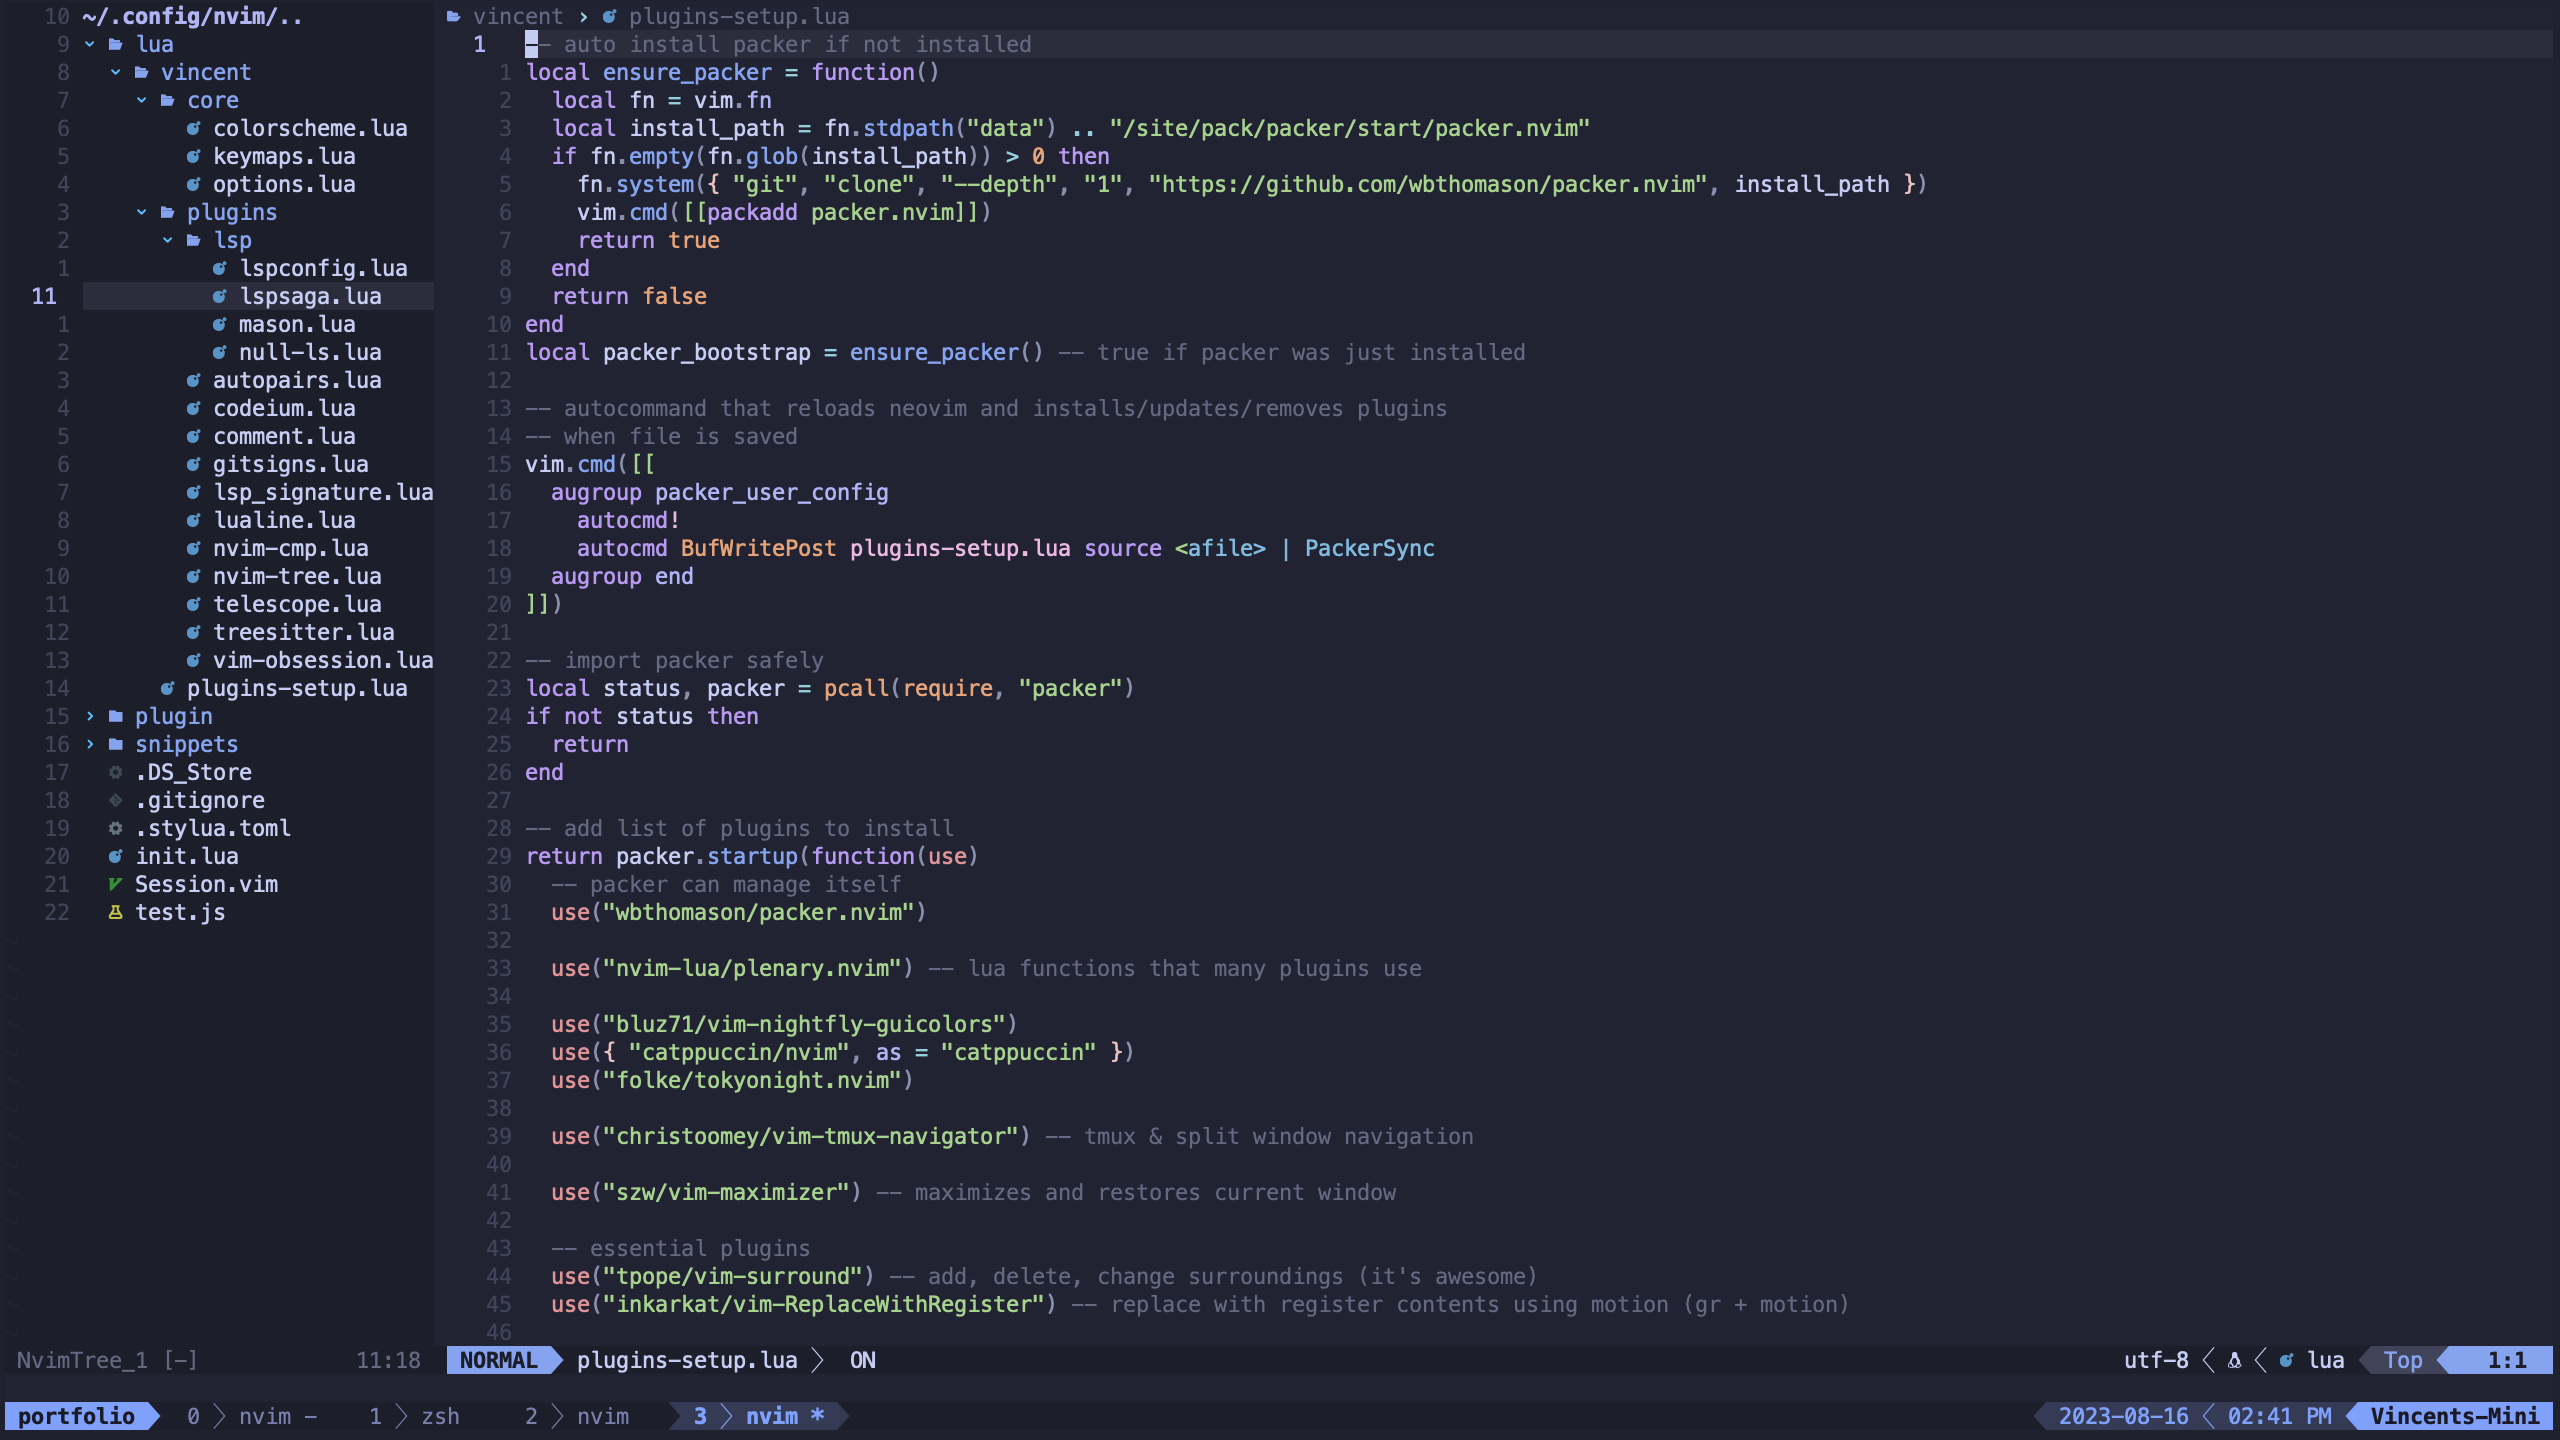 10 ~/.config/nvim/..
9 lua
8 vincent
7 core
6 colorscheme.lua
5 keymaps.lua
4 options.lua
3 plugins
2 lsp
1 lspconfig.lua
11 lspsaga.lua
1 mason.lua
2 null-ls.lua
3 autopairs.lua
4 codeium.lua
5 comment.lua
6 gitsigns.lua
7 lsp_signature.lua
8 lualine.lua
9 nvim-cmp.lua
10 nvim-tree.lua
11 telescope.lua
12 treesitter.lua
13 vim-obsession.lua
14 plugins-setup.lua
15 plugin
16 snippets
17 .DS_Store
18 .gitignore
19 .stylua.toml
20 init.lua
21 Session.vim
22 test.js
NvimTree_1 [-] 11:18
vincent › plugins-setup.lua
1 -- auto install packer if not installed
1 local ensure_packer = function()
2   local fn = vim.fn
3   local install_path = fn.stdpath("data") .. "/site/pack/packer/start/packer.nvim"
4   if fn.empty(fn.glob(install_path)) > 0 then
5     fn.system({ "git", "clone", "--depth", "1", "https://github.com/wbthomason/packer.nvim", install_path })
6     vim.cmd([[packadd packer.nvim]])
7     return true
8   end
9   return false
10 end
11 local packer_bootstrap = ensure_packer() -- true if packer was just installed
12
13 -- autocommand that reloads neovim and installs/updates/removes plugins
14 -- when file is saved
15 vim.cmd([[
16   augroup packer_user_config
17     autocmd!
18     autocmd BufWritePost plugins-setup.lua source <afile> | PackerSync
19   augroup end
20 ]])
21
22 -- import packer safely
23 local status, packer = pcall(require, "packer")
24 if not status then
25   return
26 end
27
28 -- add list of plugins to install
29 return packer.startup(function(use)
30   -- packer can manage itself
31   use("wbthomason/packer.nvim")
32
33   use("nvim-lua/plenary.nvim") -- lua functions that many plugins use
34
35   use("bluz71/vim-nightfly-guicolors")
36   use({ "catppuccin/nvim", as = "catppuccin" })
37   use("folke/tokyonight.nvim")
38
39   use("christoomey/vim-tmux-navigator") -- tmux & split window navigation
40
41   use("szw/vim-maximizer") -- maximizes and restores current window
42
43   -- essential plugins
44   use("tpope/vim-surround") -- add, delete, change surroundings (it's awesome)
45   use("inkarkat/vim-ReplaceWithRegister") -- replace with register contents using motion (gr + motion)
46
NORMAL plugins-setup.lua ON utf-8 lua Top 1:1
portfolio 0 nvim - 1 zsh 2 nvim 3 nvim * 2023-08-16 02:41 PM Vincents-Mini